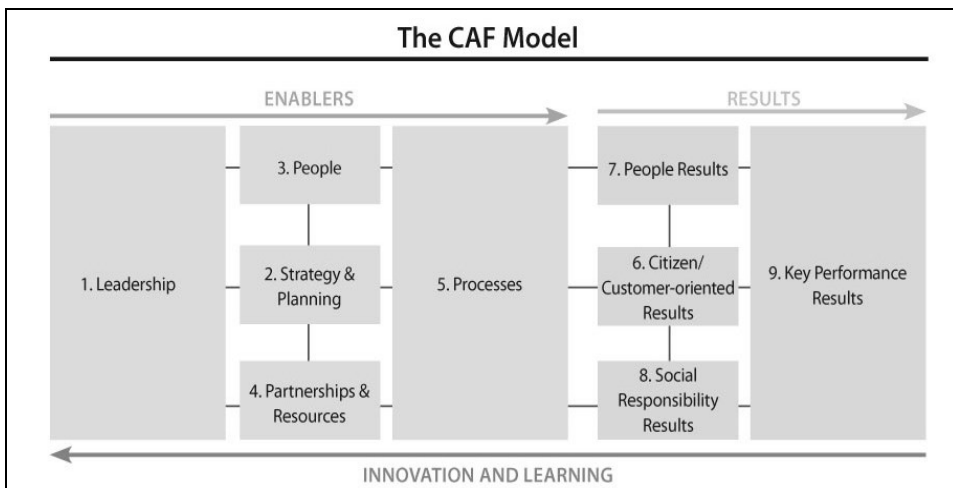 The CAF Model
ENABLERS
RESULTS
1. Leadership
3. People
2. Strategy &
Planning
4. Partnerships &
Resources
5. Processes
7. People Results
6. Citizen/
Customer-oriented
Results
8. Social
Responsibility
Results
9. Key Performance
Results
INNOVATION AND LEARNING